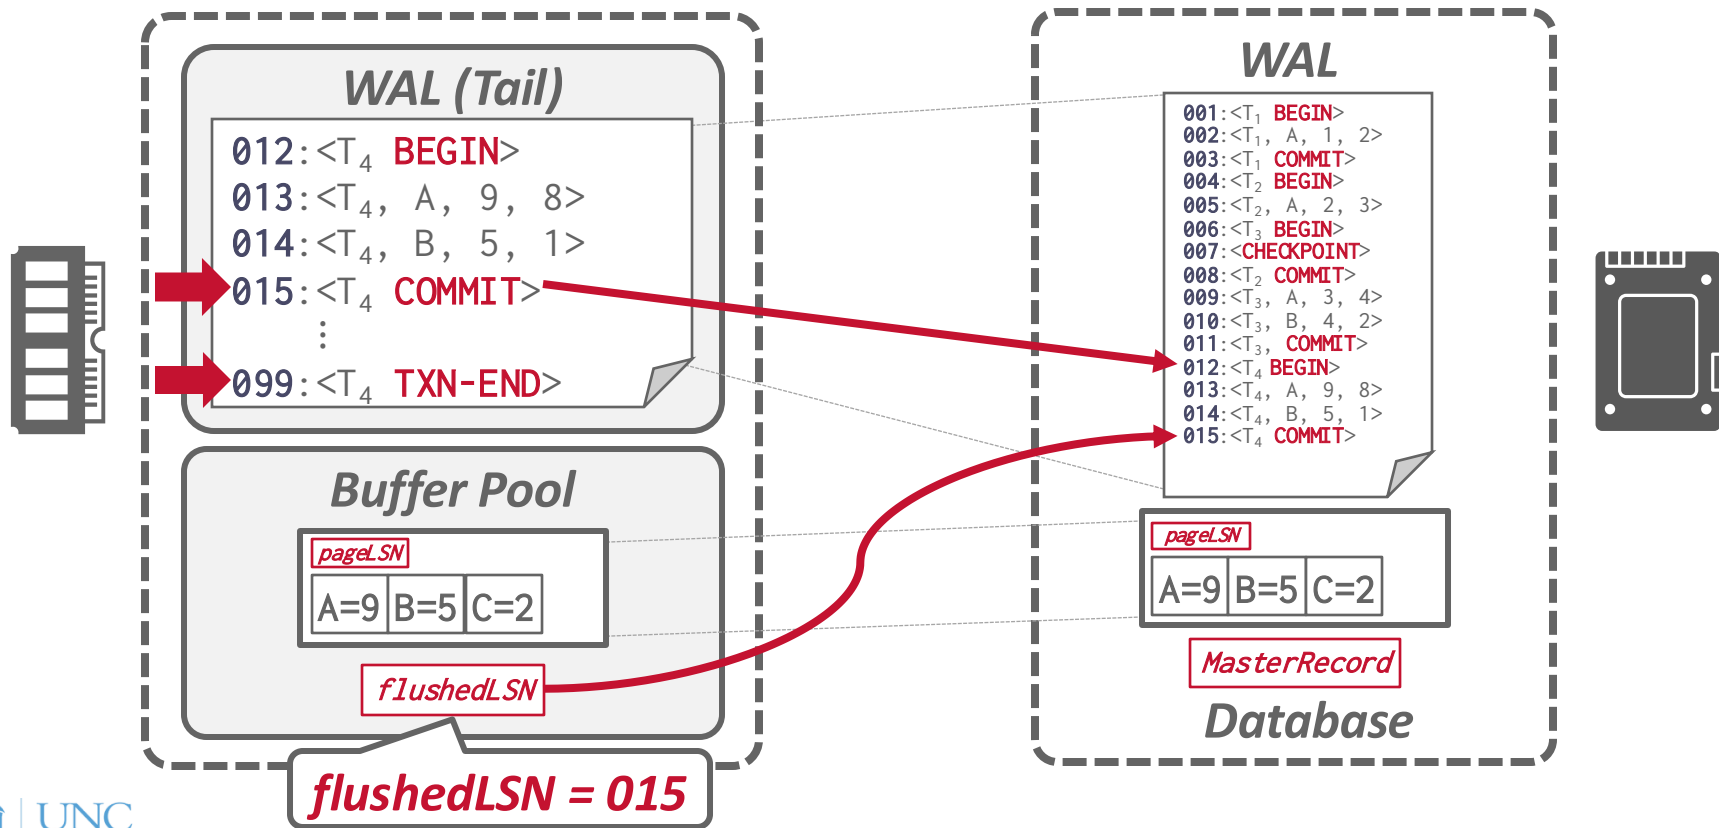 WAL (Tail)
012:<T4 BEGIN>
013:<T4, A, 9, 8>
014:<T4, B, 5, 1>
015:<T4 COMMIT>
⋮
099:<T4 TXN-END>
Buffer Pool
pageLSN
A=9 B=5 C=2
flushedLSN
flushedLSN = 015
UNC
WAL
001:<T1 BEGIN>
002:<T1, A, 1, 2>
003:<T1 COMMIT>
004:<T2 BEGIN>
005:<T2, A, 2, 3>
006:<T3 BEGIN>
007:<CHECKPOINT>
008:<T2 COMMIT>
009:<T3, A, 3, 4>
010:<T3, B, 4, 2>
011:<T3, COMMIT>
012:<T4 BEGIN>
013:<T4, A, 9, 8>
014:<T4, B, 5, 1>
015:<T4 COMMIT>
pageLSN
A=9 B=5 C=2
MasterRecord
Database